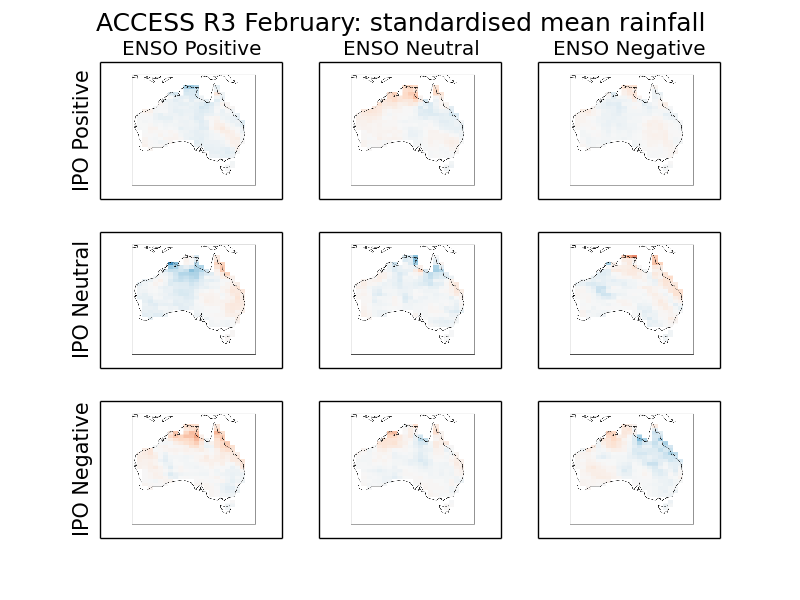 ACCESS R3 February: standardised mean rainfall
ENSO Positive ENSO Neutral ENSO Negative
IPO Positive
IPO Neutral
IPO Negative